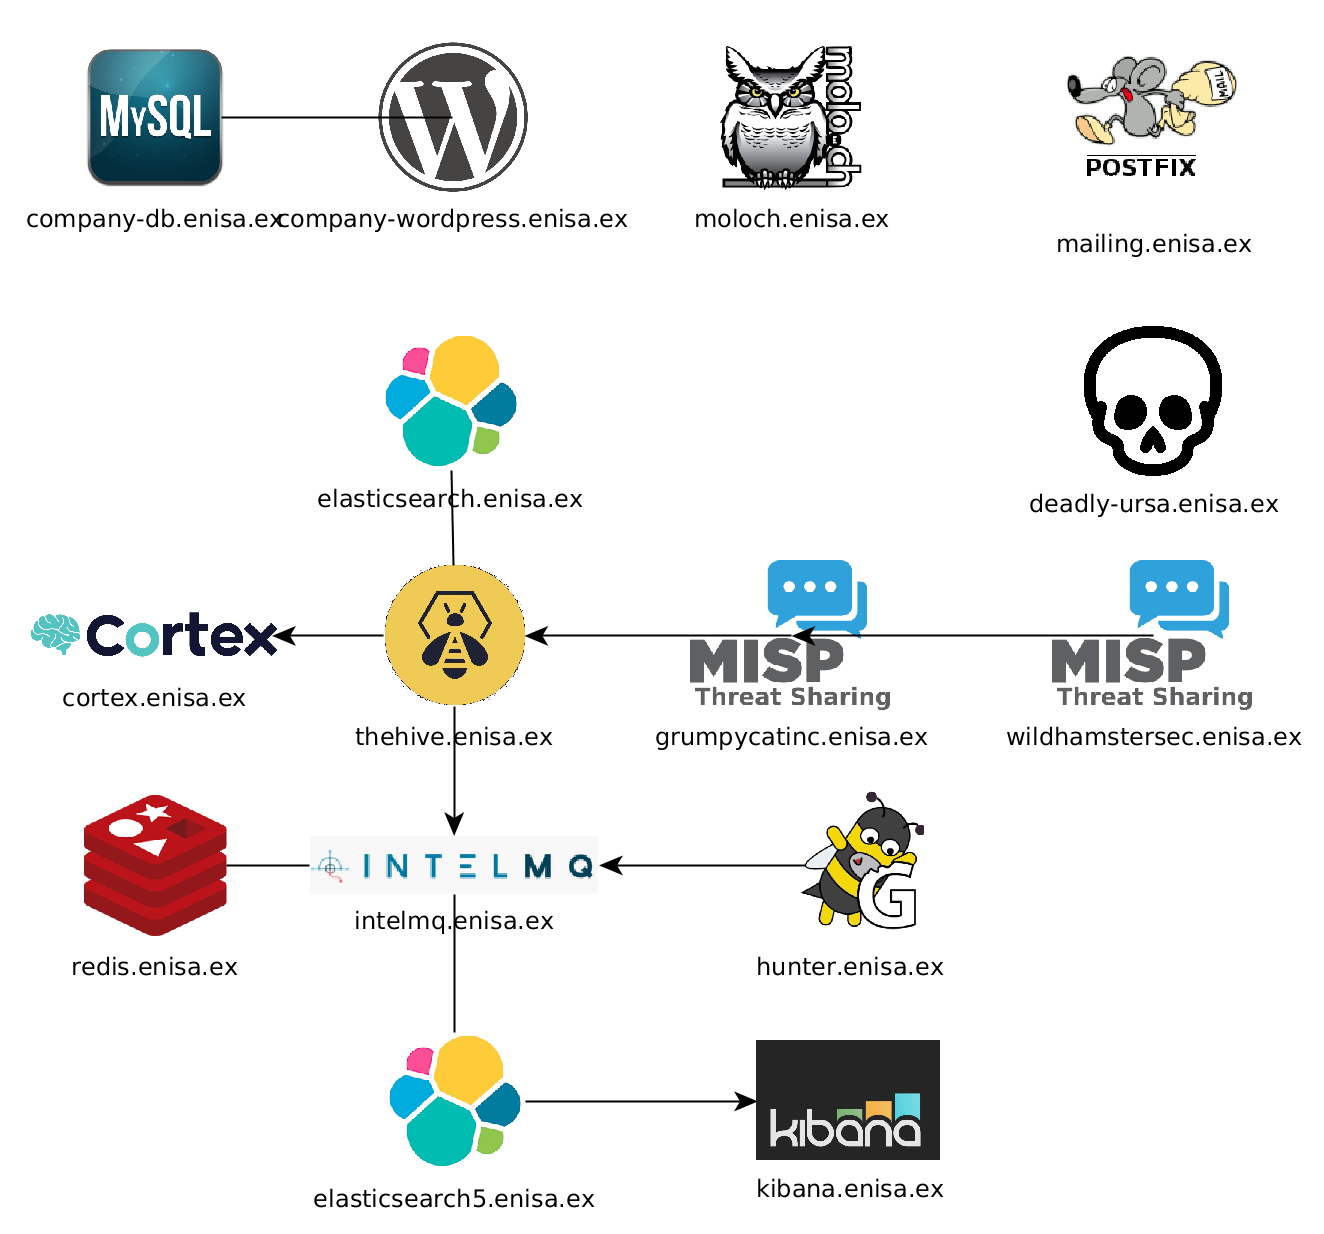 MySQL
W
molo.ch
MAIL
POSTFIX
company-db.enisa.ex
company-wordpress.enisa.ex
moloch.enisa.ex
mailing.enisa.ex
elasticsearch.enisa.ex
deadly-ursa.enisa.ex
Cortex
MISP
Threat Sharing
MISP
Threat Sharing
cortex.enisa.ex
thehive.enisa.ex
grumpycatinc.enisa.ex
wildhamstersec.enisa.ex
INTELMQ
G
intelmq.enisa.ex
redis.enisa.ex
hunter.enisa.ex
kibana
elasticsearch5.enisa.ex
kibana.enisa.ex